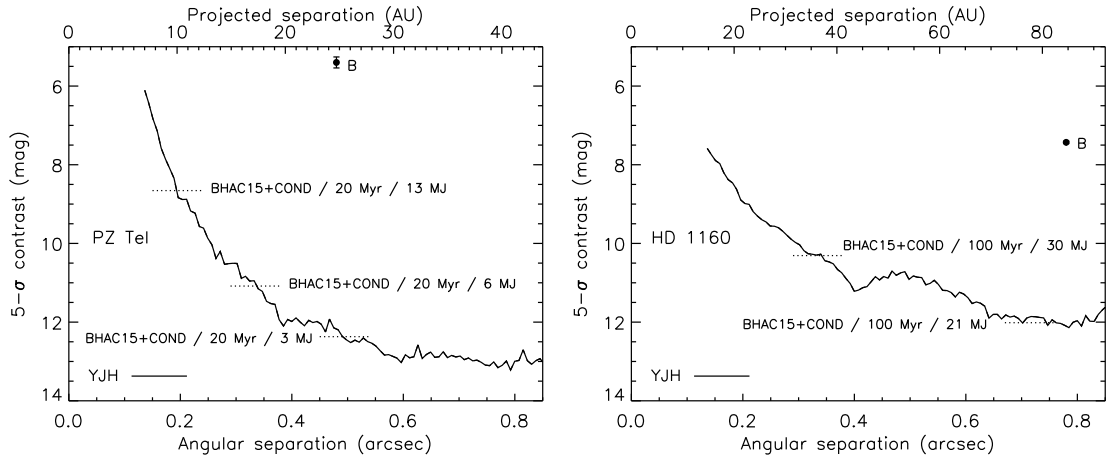 Projected separation (AU)
0 10 20 30 40
5-σ contrast (mag)
6
8
10
12
14
B
BHAC15+COND / 20 Myr / 13 MJ
PZ Tel
BHAC15+COND / 20 Myr / 6 MJ
BHAC15+COND / 20 Myr / 3 MJ
YJH
0.0 0.2 0.4 0.6 0.8
Angular separation (arcsec)
Projected separation (AU)
0 20 40 60 80
5-σ contrast (mag)
6
8
10
12
14
B
HD 1160
BHAC15+COND / 100 Myr / 30 MJ
BHAC15+COND / 100 Myr / 21 MJ
YJH
0.0 0.2 0.4 0.6 0.8
Angular separation (arcsec)